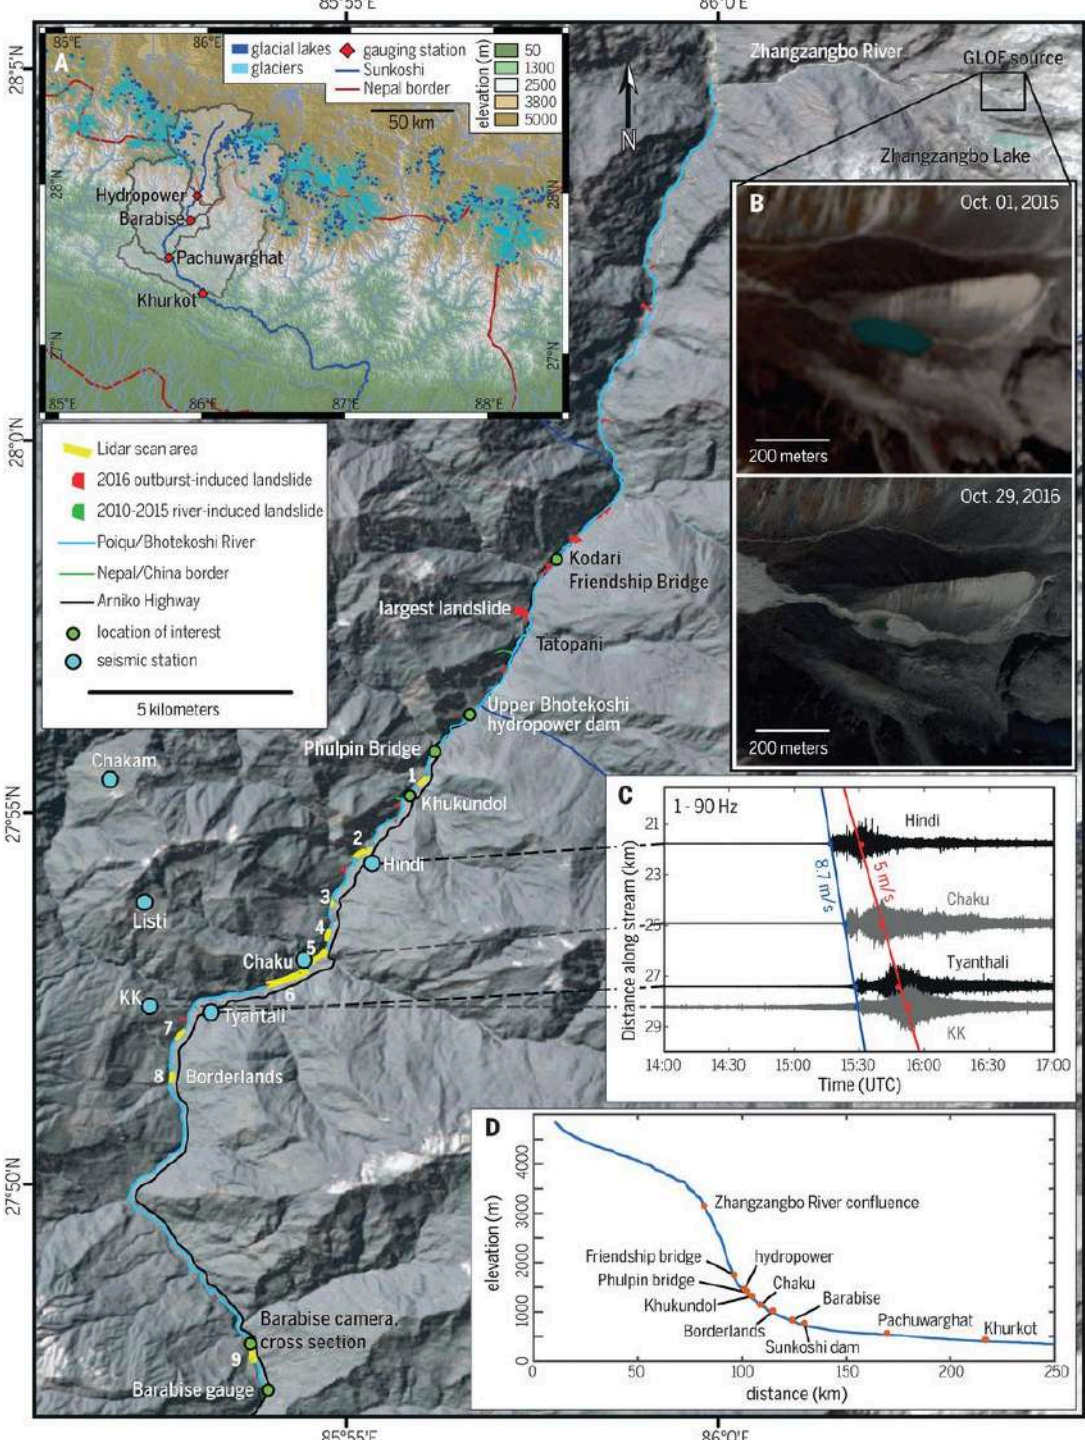 85°55'E
86°0'E
28°5'N
28°0'N
27°55'N
27°50'N
A
85°E
86°E
glacial lakes
glaciers
gauging station
Sunkoshi
Nepal border
50 km
elevation (m)
50
1300
2500
3800
5000
28°N
28°N
Hydropower
Barabise
Pachuwarghat
Khurkot
27°N
27°N
85°E
86°E
87°E
88°E
N
Zhangzangbo River
GLOF source
Zhangzangbo Lake
B
Oct. 01, 2015
200 meters
Oct. 29, 2016
200 meters
Lidar scan area
2016 outburst-induced landslide
2010-2015 river-induced landslide
Poiqu/Bhotekoshi River
Nepal/China border
Arniko Highway
location of interest
seismic station
5 kilometers
Kodari
Friendship Bridge
largest landslide
Tatopani
Upper Bhotekoshi
hydropower dam
Phulpin Bridge
Chakam
1
Khukundol
2
Hindi
3
Listi
4
5
Chaku
6
KK
Tyantali
7
8
Borderlands
Barabise camera,
cross section
9
Barabise gauge
C
1 - 90 Hz
Distance along stream (km)
21
23
25
27
29
Hindi
8.7 m/s
5 m/s
Chaku
Tyanthali
KK
14:00
14:30
15:00
15:30
16:00
16:30
17:00
Time (UTC)
D
elevation (m)
4000
3000
2000
1000
0
Zhangzangbo River confluence
Friendship bridge
hydropower
Phulpin bridge
Chaku
Khukundol
Barabise
Borderlands
Sunkoshi dam
Pachuwarghat
Khurkot
0
50
100
150
200
250
distance (km)
85°55'E
86°0'E